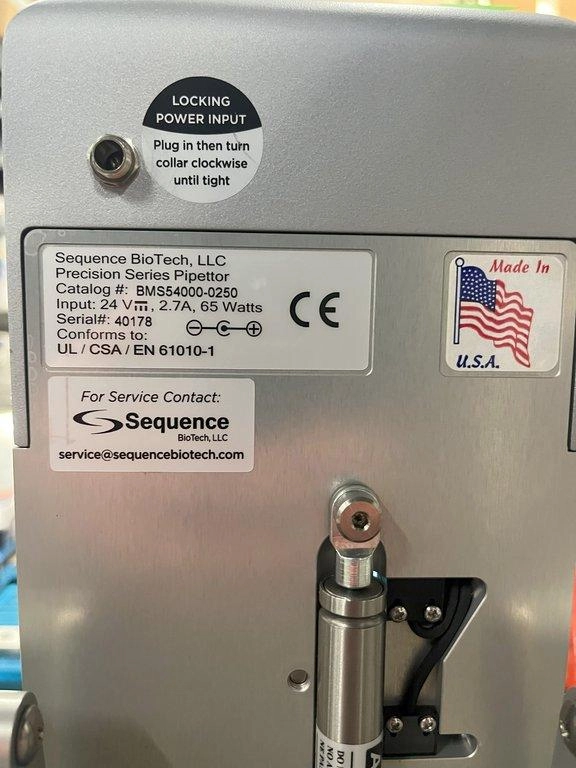 LOCKING
POWER INPUT
Plug in then turn
collar clockwise
until tight
Sequence BioTech, LLC
Precision Series Pipettor
Catalog #: BMS54000-0250
Input: 24 V⎓, 2.7A, 65 Watts
Serial#: 40178
Conforms to:
UL / CSA / EN 61010-1
CE
Made In
U.S.A.
For Service Contact:
Sequence
BioTech, LLC
service@sequencebiotech.com